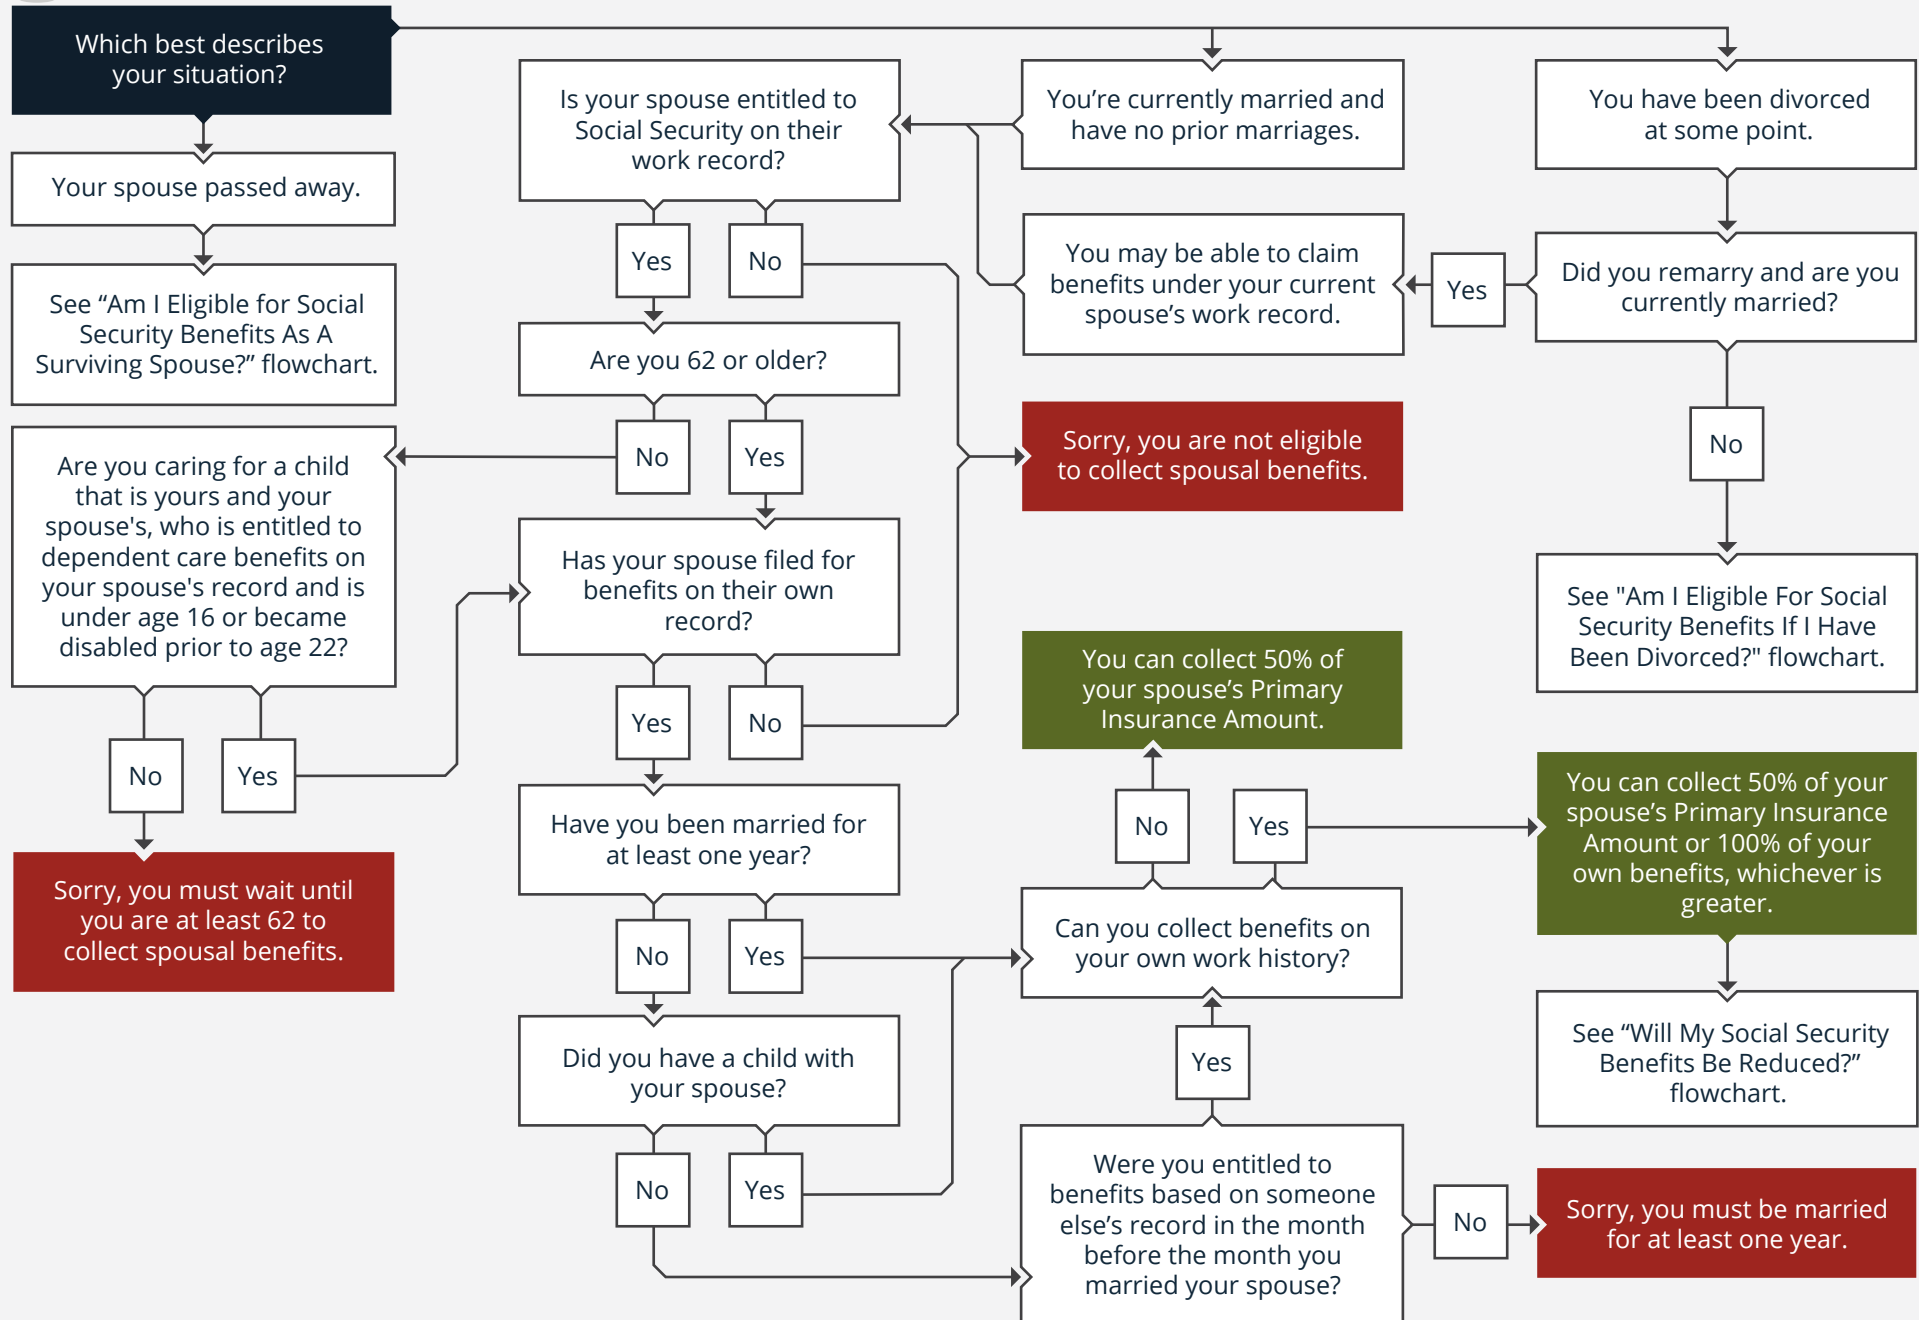 Which best describes
your situation?
Your spouse passed away.
See “Am I Eligible for Social
Security Benefits As A
Surviving Spouse?” flowchart.
You’re currently married and
have no prior marriages.
You have been divorced
at some point.
Did you remarry and are you
currently married?
Yes
You may be able to claim
benefits under your current
spouse’s work record.
No
See "Am I Eligible For Social
Security Benefits If I Have
Been Divorced?" flowchart.
Is your spouse entitled to
Social Security on their
work record?
Yes
No
Sorry, you are not eligible
to collect spousal benefits.
Are you 62 or older?
No
Yes
Are you caring for a child
that is yours and your
spouse's, who is entitled to
dependent care benefits on
your spouse's record and is
under age 16 or became
disabled prior to age 22?
No
Yes
Sorry, you must wait until
you are at least 62 to
collect spousal benefits.
Has your spouse filed for
benefits on their own
record?
Yes
No
Have you been married for
at least one year?
No
Yes
Did you have a child with
your spouse?
No
Yes
Were you entitled to
benefits based on someone
else’s record in the month
before the month you
married your spouse?
Yes
No
Sorry, you must be married
for at least one year.
Can you collect benefits on
your own work history?
No
Yes
You can collect 50% of
your spouse’s Primary
Insurance Amount.
You can collect 50% of your
spouse’s Primary Insurance
Amount or 100% of your
own benefits, whichever is
greater.
See “Will My Social Security
Benefits Be Reduced?”
flowchart.